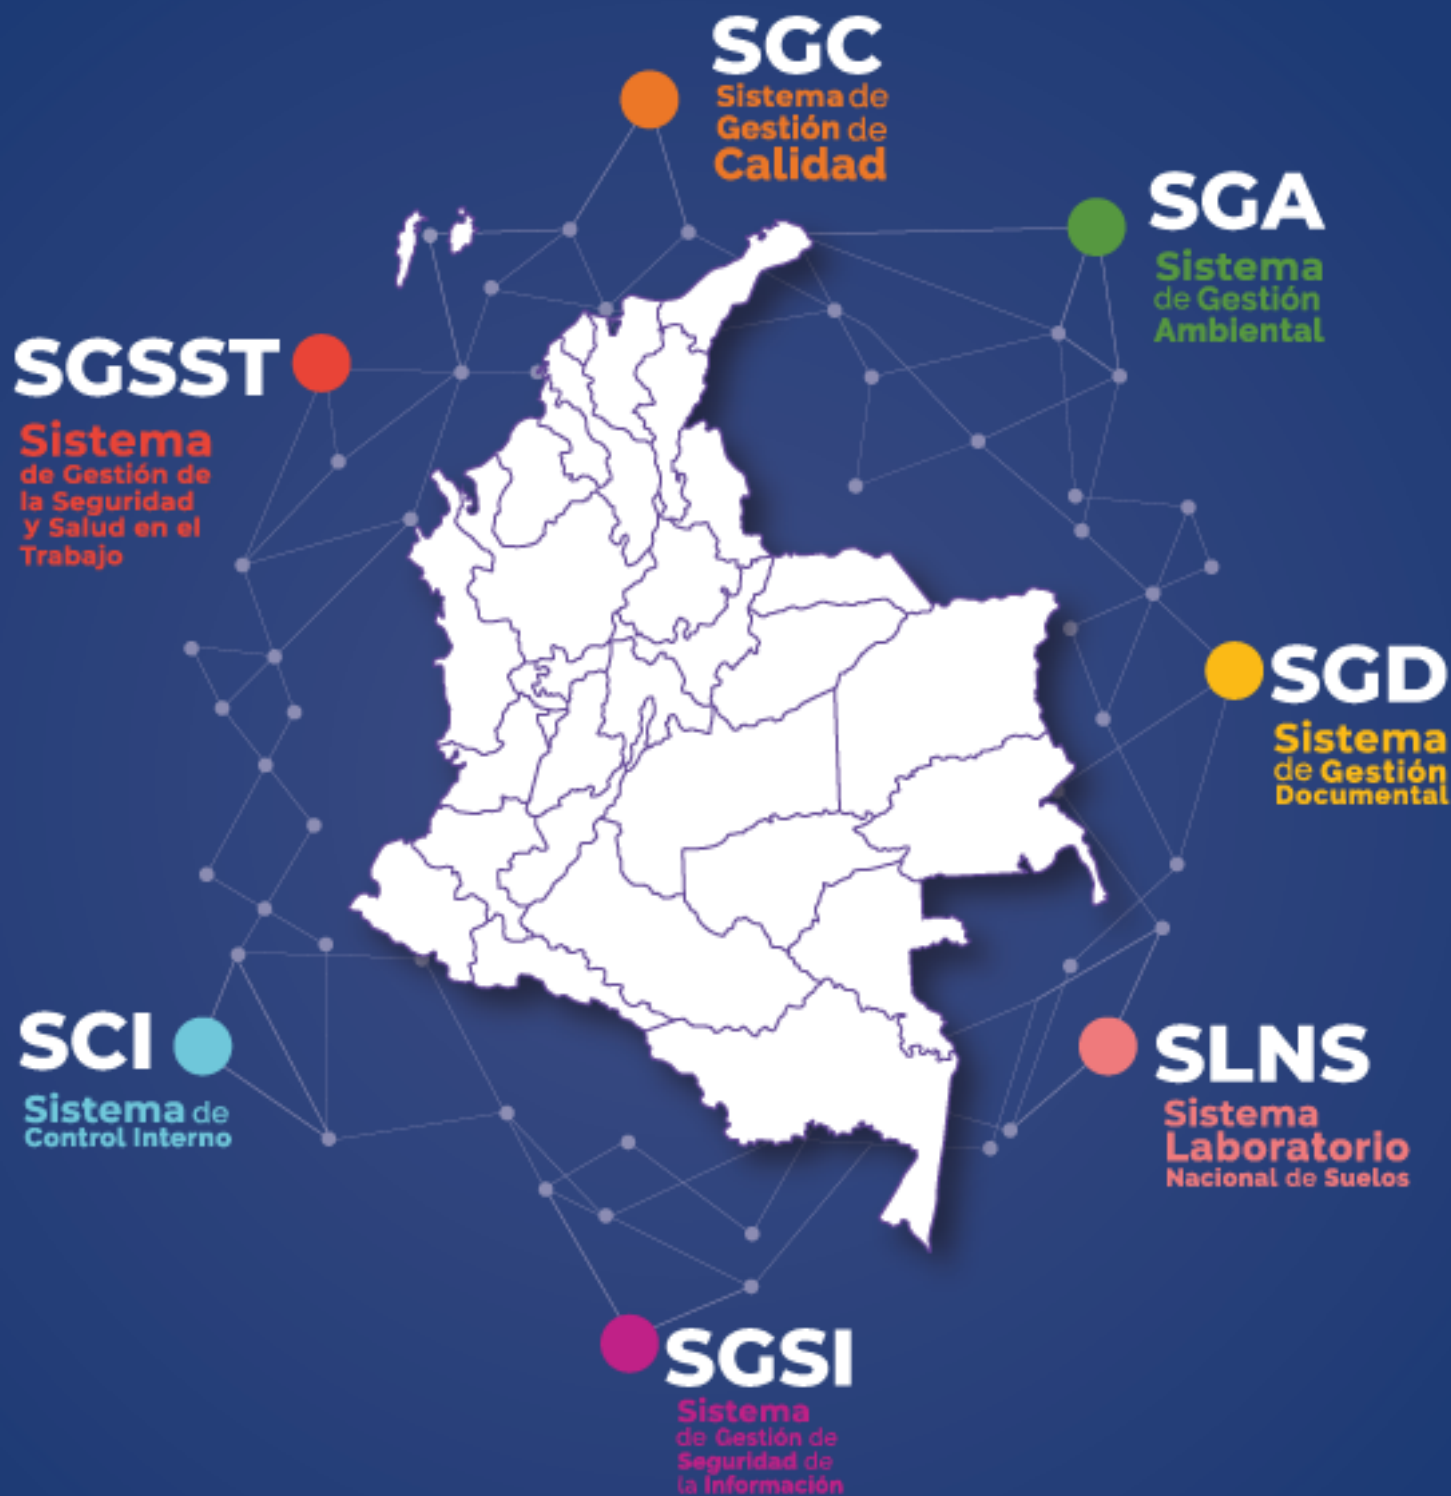 SGC
Sistema de
Gestión de
Calidad
SGA
Sistema
de Gestión
Ambiental
SGSST
Sistema
de Gestión de
la Seguridad
y Salud en el
Trabajo
SGD
Sistema
de Gestión
Documental
SCI
Sistema de
Control Interno
SLNS
Sistema
Laboratorio
Nacional de Suelos
SGSI
Sistema
de Gestión de
Seguridad de
la Información